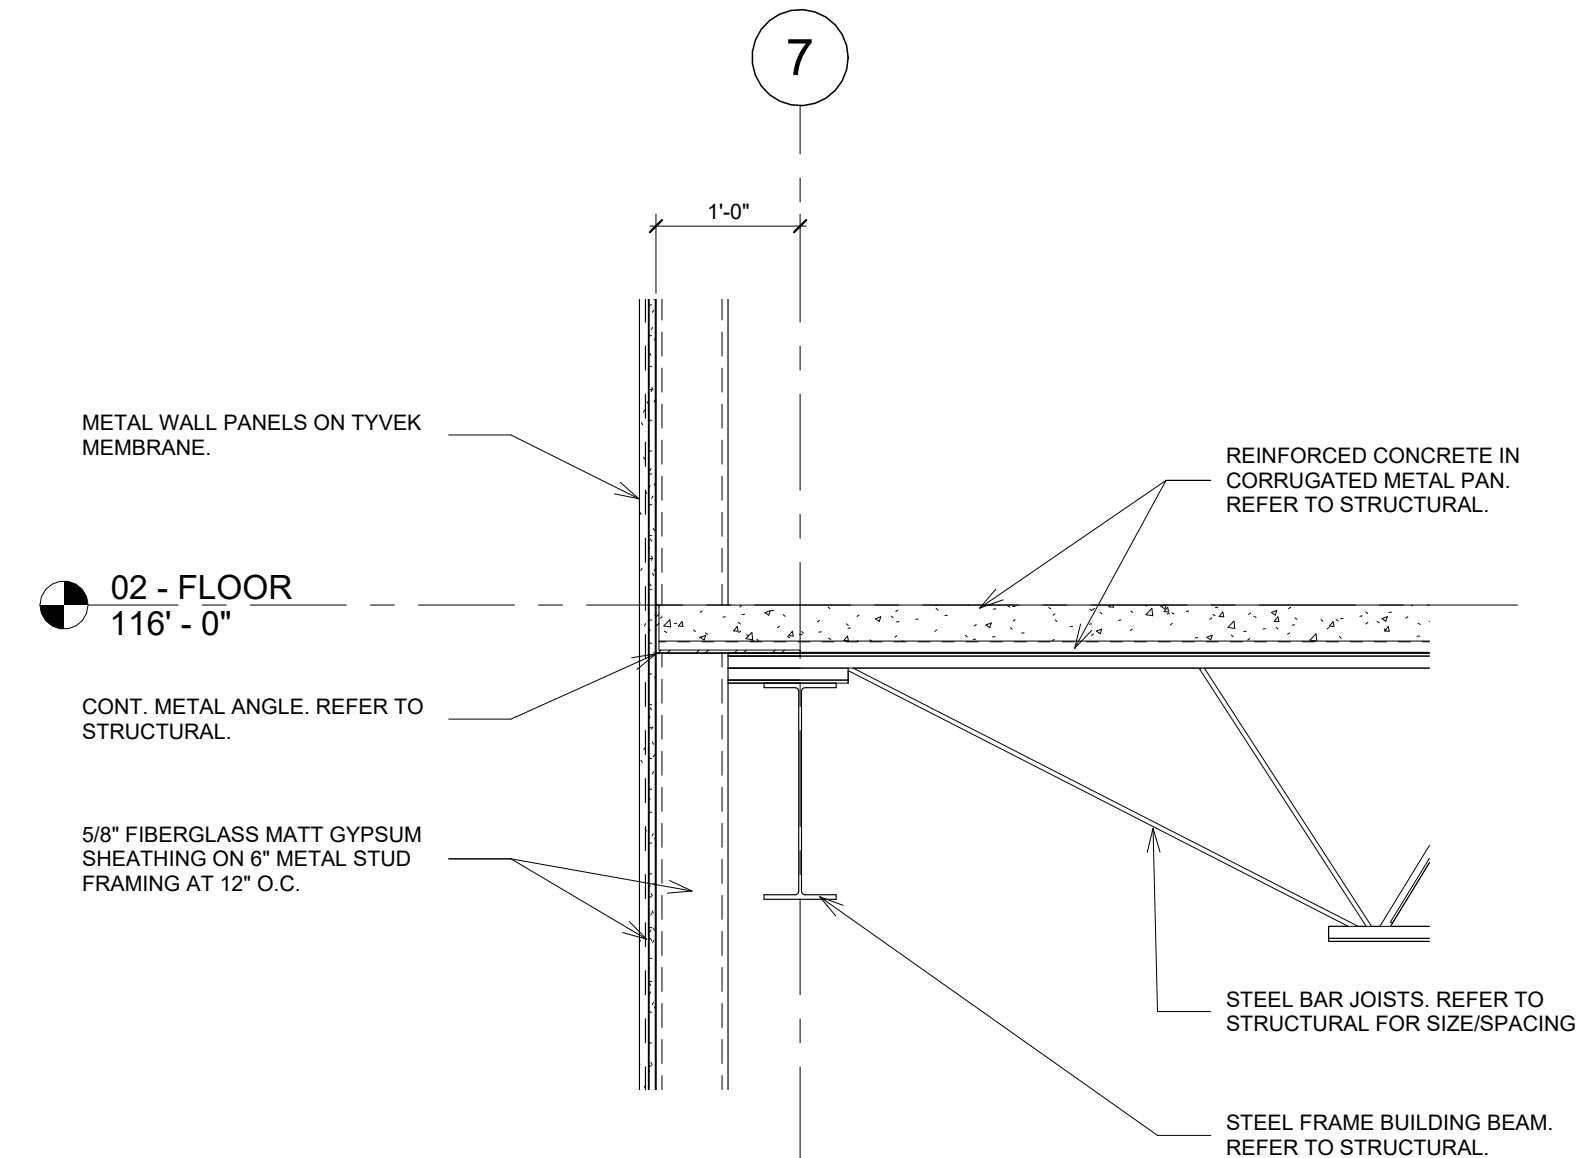 7
1'-0"
METAL WALL PANELS ON TYVEK
MEMBRANE.
REINFORCED CONCRETE IN
CORRUGATED METAL PAN.
REFER TO STRUCTURAL.
02 - FLOOR
116' - 0"
CONT. METAL ANGLE. REFER TO
STRUCTURAL.
5/8" FIBERGLASS MATT GYPSUM
SHEATHING ON 6" METAL STUD
FRAMING AT 12" O.C.
STEEL BAR JOISTS. REFER TO
STRUCTURAL FOR SIZE/SPACING
STEEL FRAME BUILDING BEAM.
REFER TO STRUCTURAL.